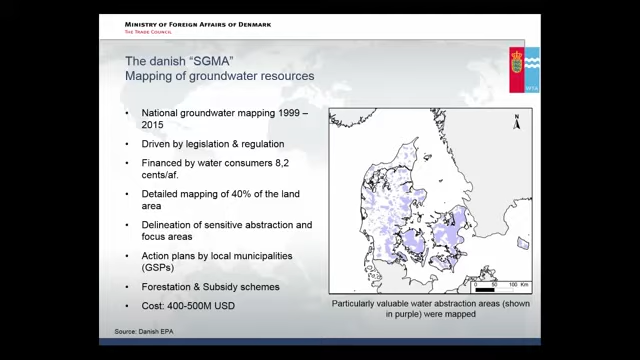 MINISTRY OF FOREIGN AFFAIRS OF DENMARK
THE TRADE COUNCIL
The danish “SGMA”
Mapping of groundwater resources
• National groundwater mapping 1999 –
2015
• Driven by legislation & regulation
• Financed by water consumers 8,2
cents/af.
• Detailed mapping of 40% of the land
area
• Delineation of sensitive abstraction and
focus areas
• Action plans by local municipalities
(GSPs)
• Forestation & Subsidy schemes
• Cost: 400-500M USD
N
0 50 100 Km
Particularly valuable water abstraction areas (shown
in purple) were mapped
Source: Danish EPA